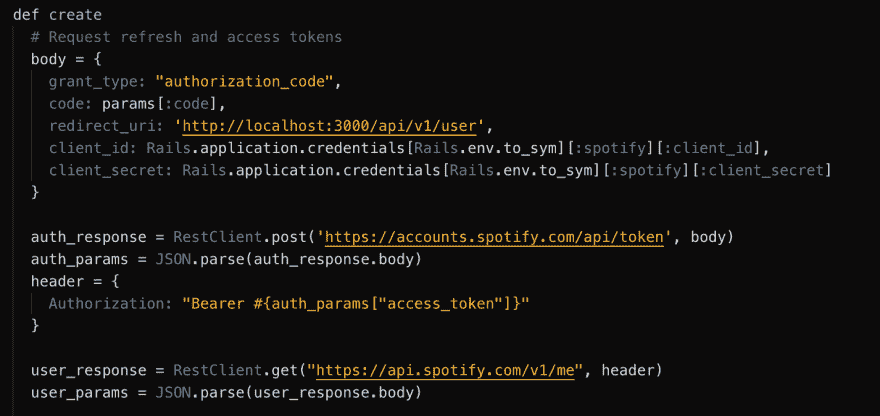 def create
# Request refresh and access tokens
body = {
grant_type: "authorization_code",
code: params[:code],
redirect_uri: 'http://localhost:3000/api/v1/user',
client_id: Rails.application.credentials[Rails.env.to_sym][:spotify][:client_id],
client_secret: Rails.application.credentials[Rails.env.to_sym][:spotify][:client_secret]
}
auth_response = RestClient.post('https://accounts.spotify.com/api/token', body)
auth_params = JSON.parse(auth_response.body)
header = {
Authorization: "Bearer #{auth_params["access_token"]}"
}
user_response = RestClient.get("https://api.spotify.com/v1/me", header)
user_params = JSON.parse(user_response.body)